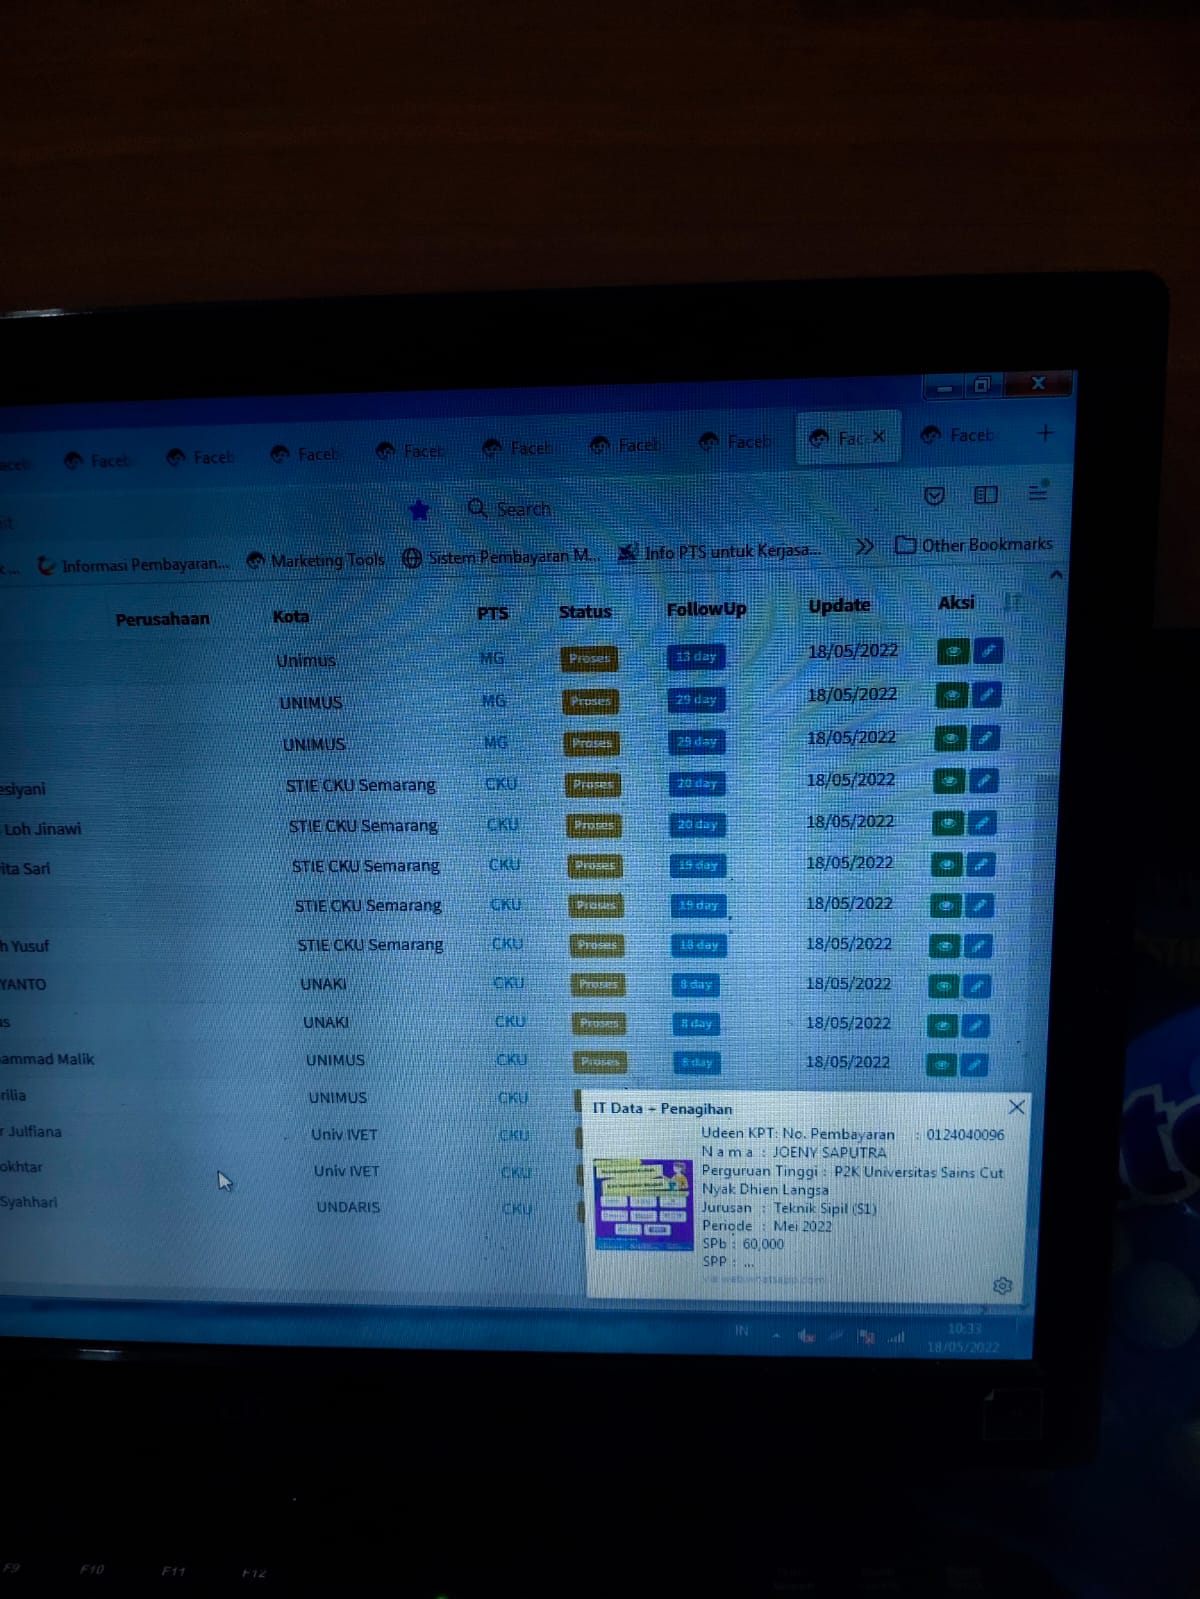 Faceb Faceb Faceb Faceb Faceb Faceb Faceb Fac Faceb
Search
Informasi Pembayaran... Marketing Tools Sistem Pembayaran M... Info PTS untuk Kerjasa... Other Bookmarks
Perusahaan Kota PTS Status FollowUp Update Aksi
Unimus MG Proses 13 day 18/05/2022
UNIMUS MG Proses 29 day 18/05/2022
UNIMUS MG Proses 29 day 18/05/2022
esiyani STIE CKU Semarang CKU Proses 20 day 18/05/2022
Loh Jinawi STIE CKU Semarang CKU Proses 20 day 18/05/2022
ita Sari STIE CKU Semarang CKU Proses 19 day 18/05/2022
STIE CKU Semarang CKU Proses 19 day 18/05/2022
h Yusuf STIE CKU Semarang CKU Proses 18 day 18/05/2022
YANTO UNAKI CKU Proses 8 day 18/05/2022
as UNAKI CKU Proses 8 day 18/05/2022
ammad Malik UNIMUS CKU Proses day 18/05/2022
rilia UNIMUS CKU
r Julfiana Univ IVET CKU
okhtar Univ IVET CKU
Syahhari UNDARIS CKU
IT Data - Penagihan
Udeen KPT: No. Pembayaran : 0124040096
N a m a : JOENY SAPUTRA
Perguruan Tinggi : P2K Universitas Sains Cut
Nyak Dhien Langsa
Jurusan : Teknik Sipil (S1)
Periode : Mei 2022
SPb : 60,000
SPP : ...
via web.whatsapp.com
IN 10:33
18/05/2022
F9 F10 F11 F12